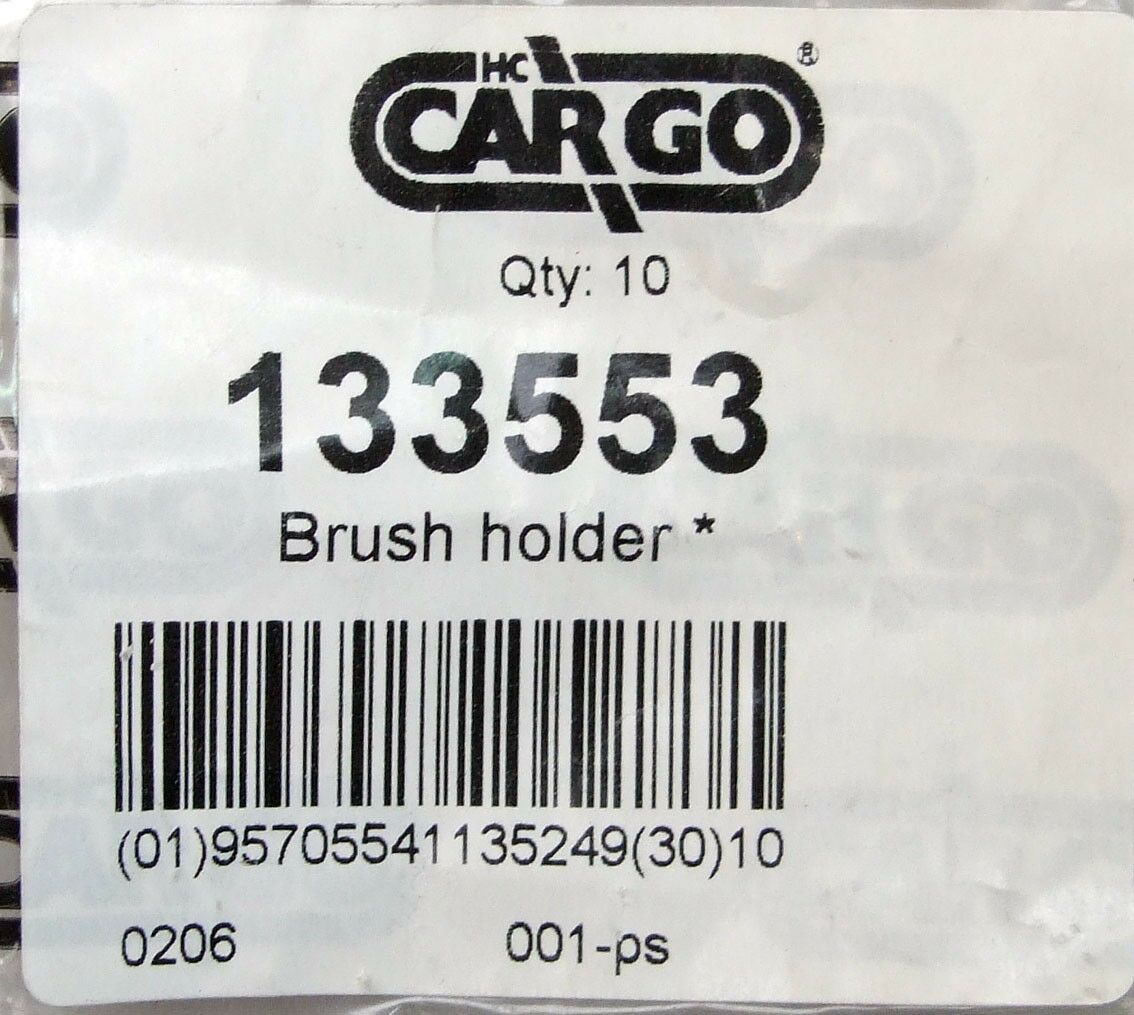 HC
CARGO®
Qty: 10
133553
Brush holder *
(01)95705541135249(30)10
0206 001-ps